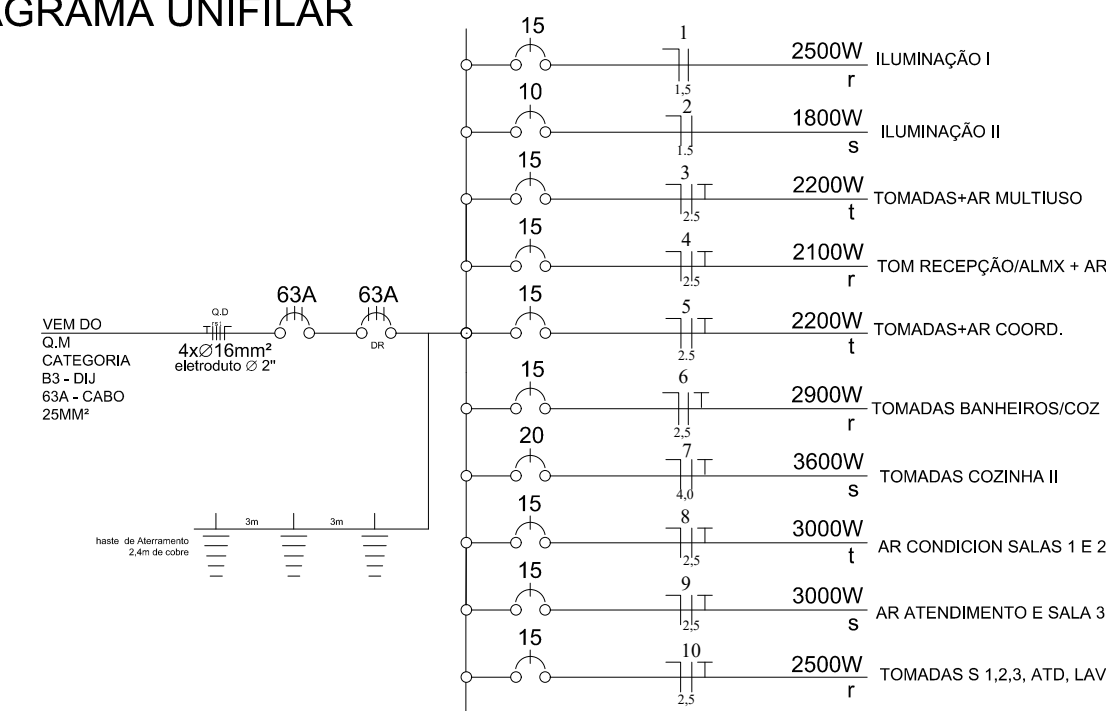 AGRAMA UNIFILAR
15
1
2500W
ILUMINAÇÃO I
r
1,5
10
2
1800W
ILUMINAÇÃO II
s
1.5
15
3
2200W
TOMADAS+AR MULTIUSO
t
2.5
15
4
2100W
TOM RECEPÇÃO/ALMX + AR
r
2.5
15
5
2200W
TOMADAS+AR COORD.
t
2.5
15
6
2900W
TOMADAS BANHEIROS/COZ
r
2,5
20
7
3600W
TOMADAS COZINHA II
s
4,0
15
8
3000W
AR CONDICION SALAS 1 E 2
t
2,5
15
9
3000W
AR ATENDIMENTO E SALA 3
s
2,5
15
10
2500W
TOMADAS S 1,2,3, ATD, LAV
r
2,5
VEM DO
Q.M
CATEGORIA
B3 - DIJ
63A - CABO
25MM²
Q.D
4xØ16mm²
eletroduto Ø 2"
63A
63A
DR
3m
3m
haste de Aterramento
2,4m de cobre